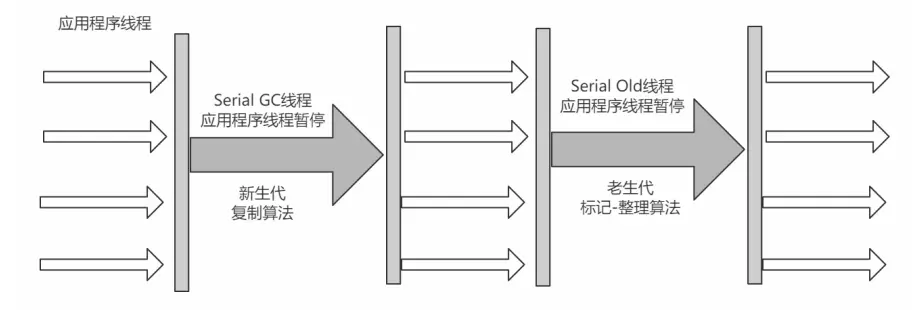 应用程序线程
Serial GC线程
应用程序线程暂停
新生代
复制算法
Serial Old线程
应用程序线程暂停
老生代
标记-整理算法